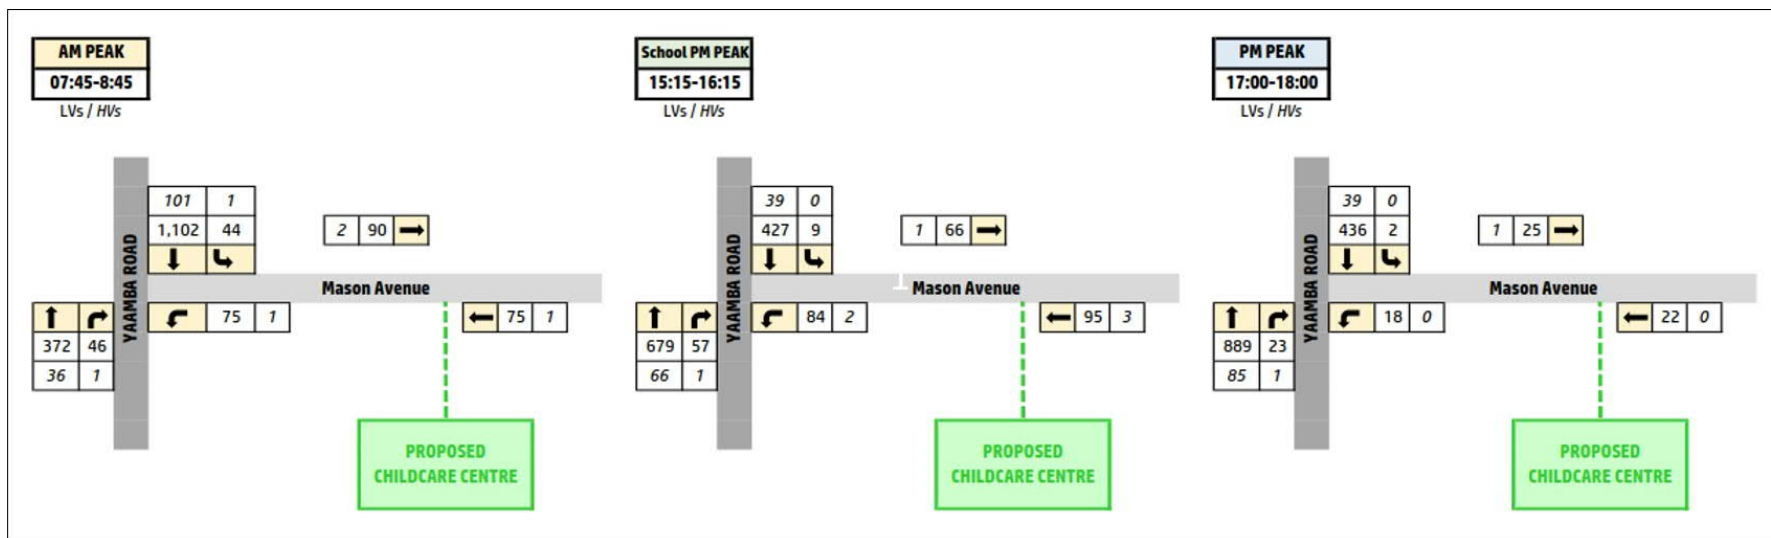 AM PEAK
07:45-8:45
LVs / HVs
YAAMBA ROAD
101 1
1,102 44
2 90
Mason Avenue
75 1
75 1
372 46
36 1
PROPOSED
CHILDCARE CENTRE
School PM PEAK
15:15-16:15
LVs / HVs
YAAMBA ROAD
39 0
427 9
1 66
Mason Avenue
84 2
95 3
679 57
66 1
PROPOSED
CHILDCARE CENTRE
PM PEAK
17:00-18:00
LVs / HVs
YAAMBA ROAD
39 0
436 2
1 25
Mason Avenue
18 0
22 0
889 23
85 1
PROPOSED
CHILDCARE CENTRE